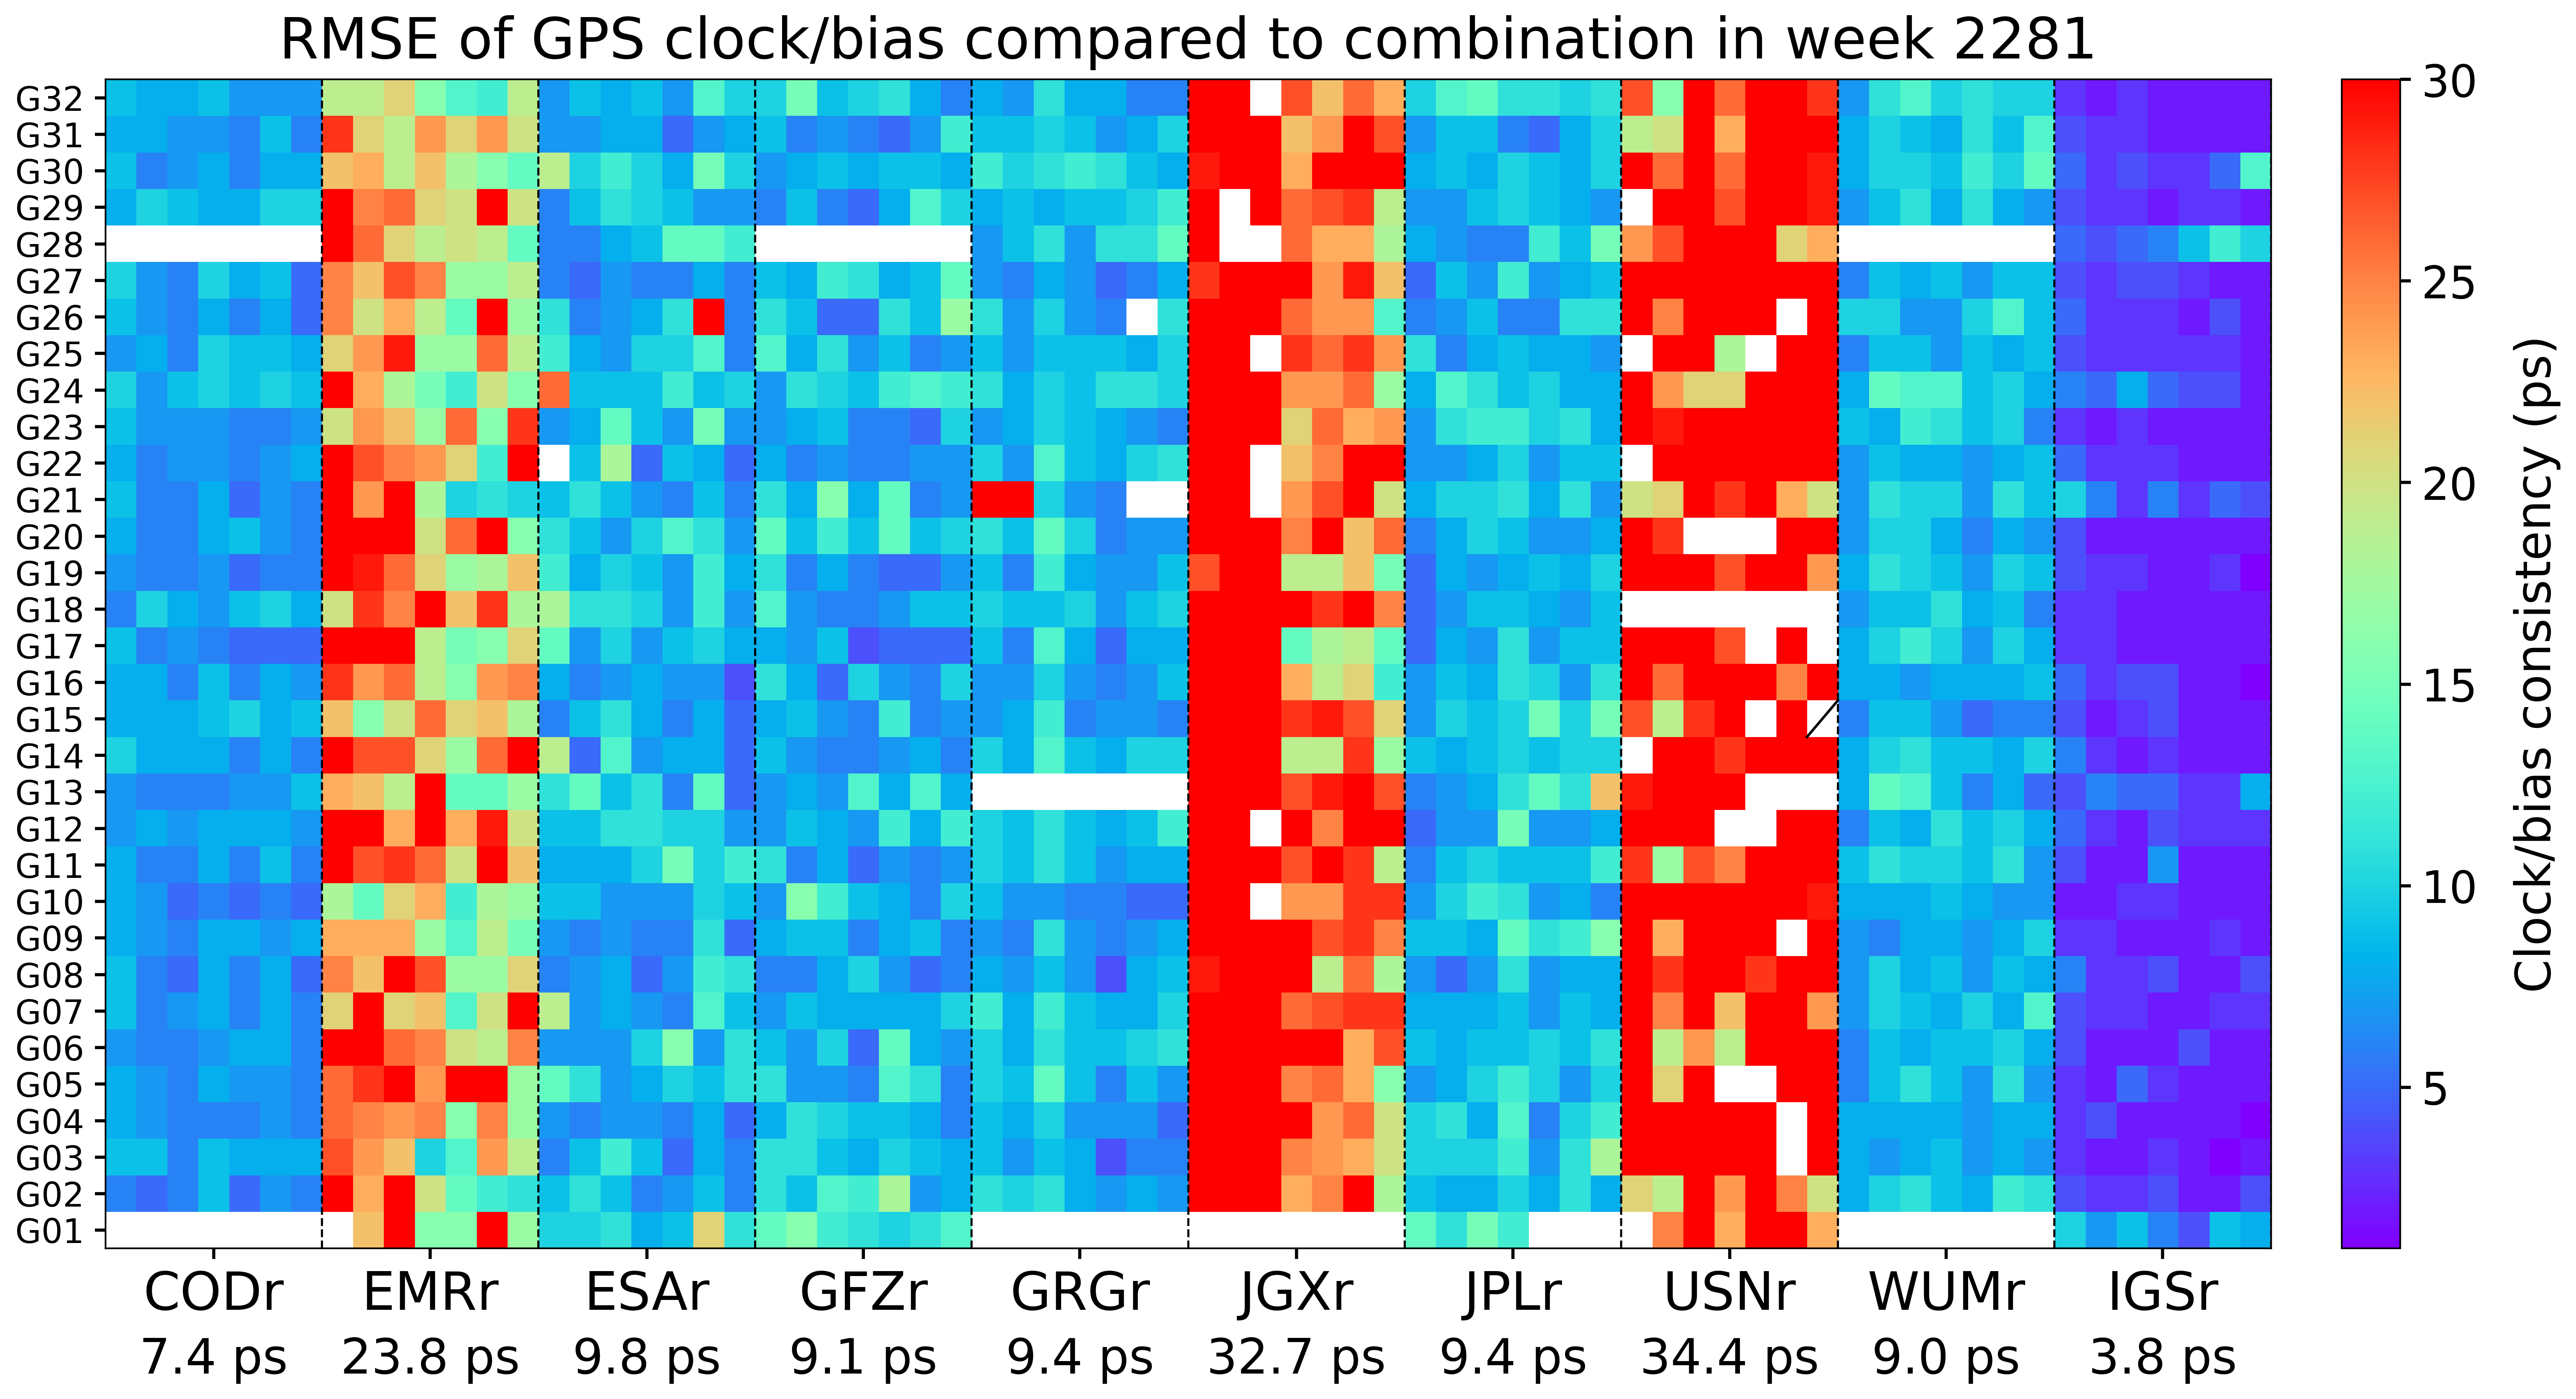 RMSE of GPS clock/bias compared to combination in week 2281
G32
G31
G30
G29
G28
G27
G26
G25
G24
G23
G22
G21
G20
G19
G18
G17
G16
G15
G14
G13
G12
G11
G10
G09
G08
G07
G06
G05
G04
G03
G02
G01
CODr EMRr ESAr GFZr GRGr JGXr JPLr USNr WUMr IGSr
7.4 ps 23.8 ps 9.8 ps 9.1 ps 9.4 ps 32.7 ps 9.4 ps 34.4 ps 9.0 ps 3.8 ps
30
25
20
15
10
5
Clock/bias consistency (ps)